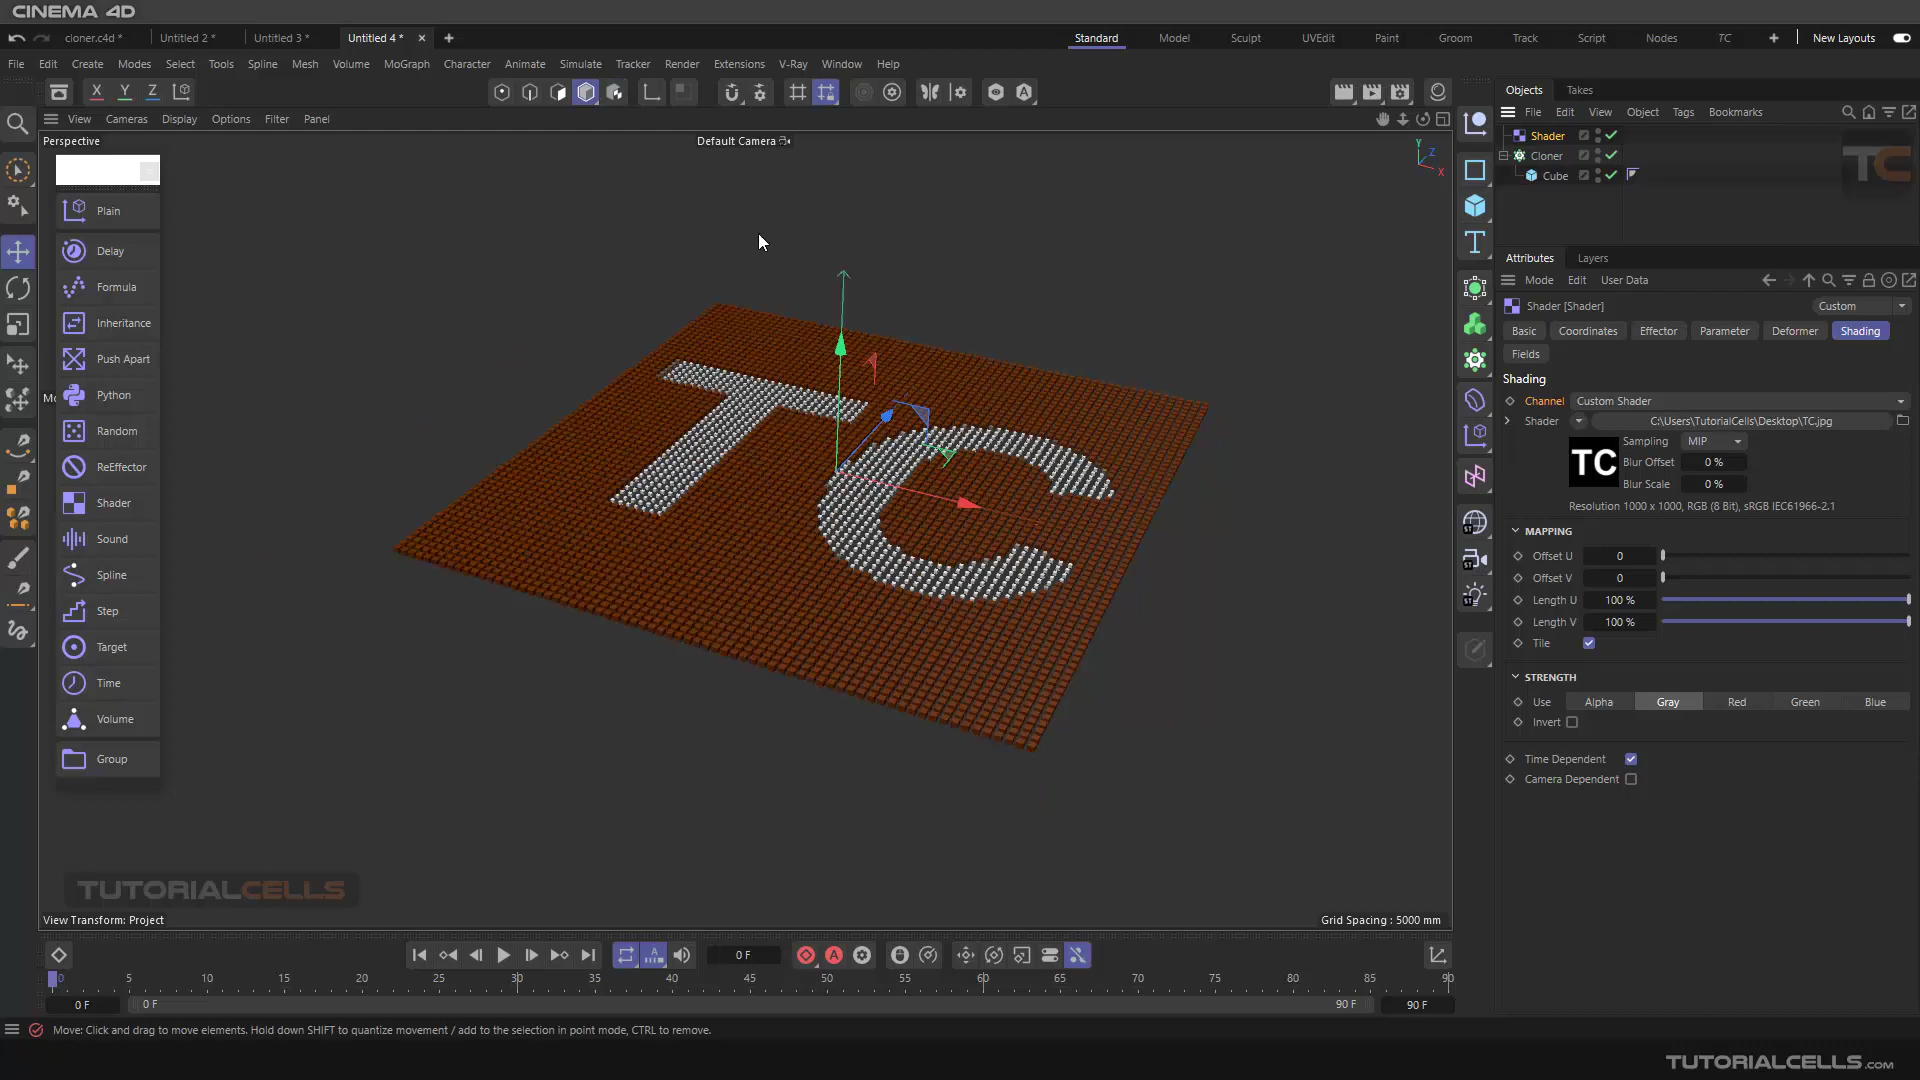 CINEMA 4D
cloner.c4d *
Untitled 2 *
Untitled 3 *
Untitled 4 *
Standard
Model
Sculpt
UVEdit
Paint
Groom
Track
Script
Nodes
TC
New Layouts
File Edit Create Modes Select Tools Spline Mesh Volume MoGraph Character Animate Simulate Tracker Render Extensions V-Ray Window Help
X Y Z
View Cameras Display Options Filter Panel
Perspective
Default Camera
Y
Z
X
Plain
Delay
Formula
Inheritance
Push Apart
Python
Random
ReEffector
Shader
Sound
Spline
Step
Target
Time
Volume
Group
TUTORIALCELLS
View Transform: Project
Grid Spacing : 5000 mm
Objects Takes
File Edit View Object Tags Bookmarks
Shader
Cloner
Cube
TC
Attributes Layers
Mode Edit User Data
Shader [Shader]
Custom
Basic Coordinates Effector Parameter Deformer Shading
Fields
Shading
Channel Custom Shader
Shader C:\Users\TutorialCells\Desktop\TC.jpg
TC
Sampling MIP
Blur Offset 0 %
Blur Scale 0 %
Resolution 1000 x 1000, RGB (8 Bit), sRGB IEC61966-2.1
MAPPING
Offset U 0
Offset V 0
Length U 100 %
Length V 100 %
Tile
STRENGTH
Use Alpha Gray Red Green Blue
Invert
Time Dependent
Camera Dependent
0 F
0 5 10 15 20 25 30 35 40 45 50 55 60 65 70 75 80 85 90
0 F 0 F 90 F 90 F
Move: Click and drag to move elements. Hold down SHIFT to quantize movement / add to the selection in point mode, CTRL to remove.
TUTORIALCELLS.COM